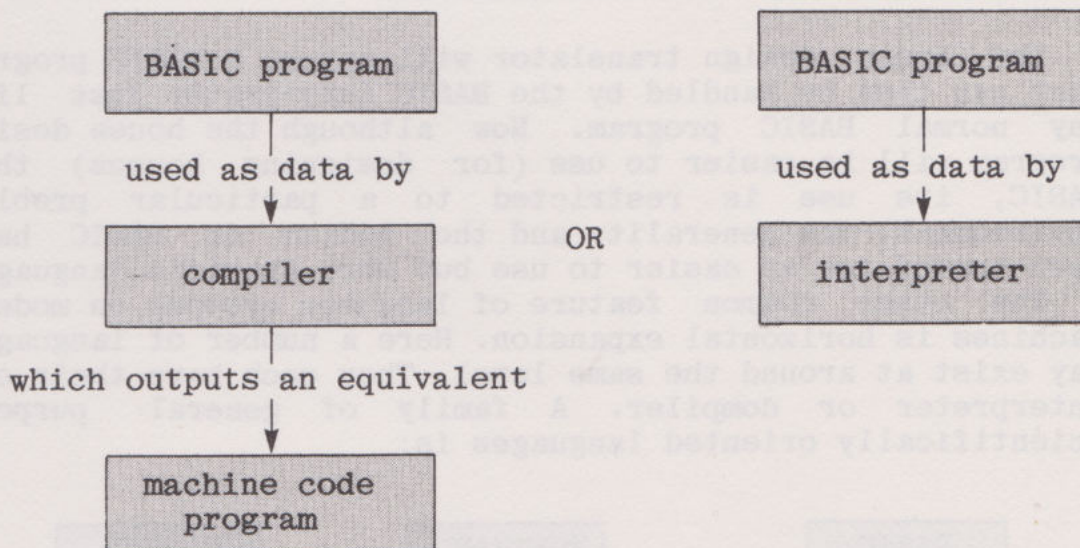 BASIC program
used as data by
compiler
which outputs an equivalent
machine code
program
OR
BASIC program
used as data by
interpreter